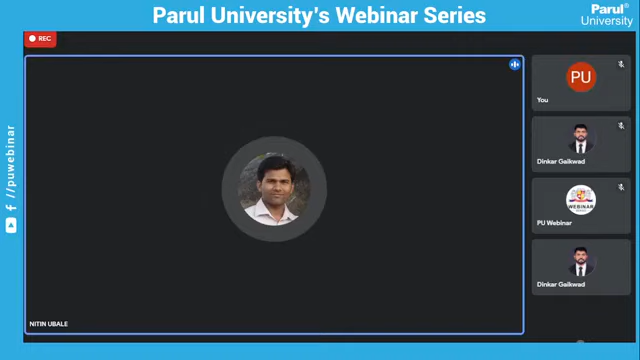 Parul University's Webinar Series
Parul®
University
REC
//puwebinar
PU
You
Dinkar Gaikwad
WEBINAR
PU Webinar
Dinkar Gaikwad
NITIN UBALE